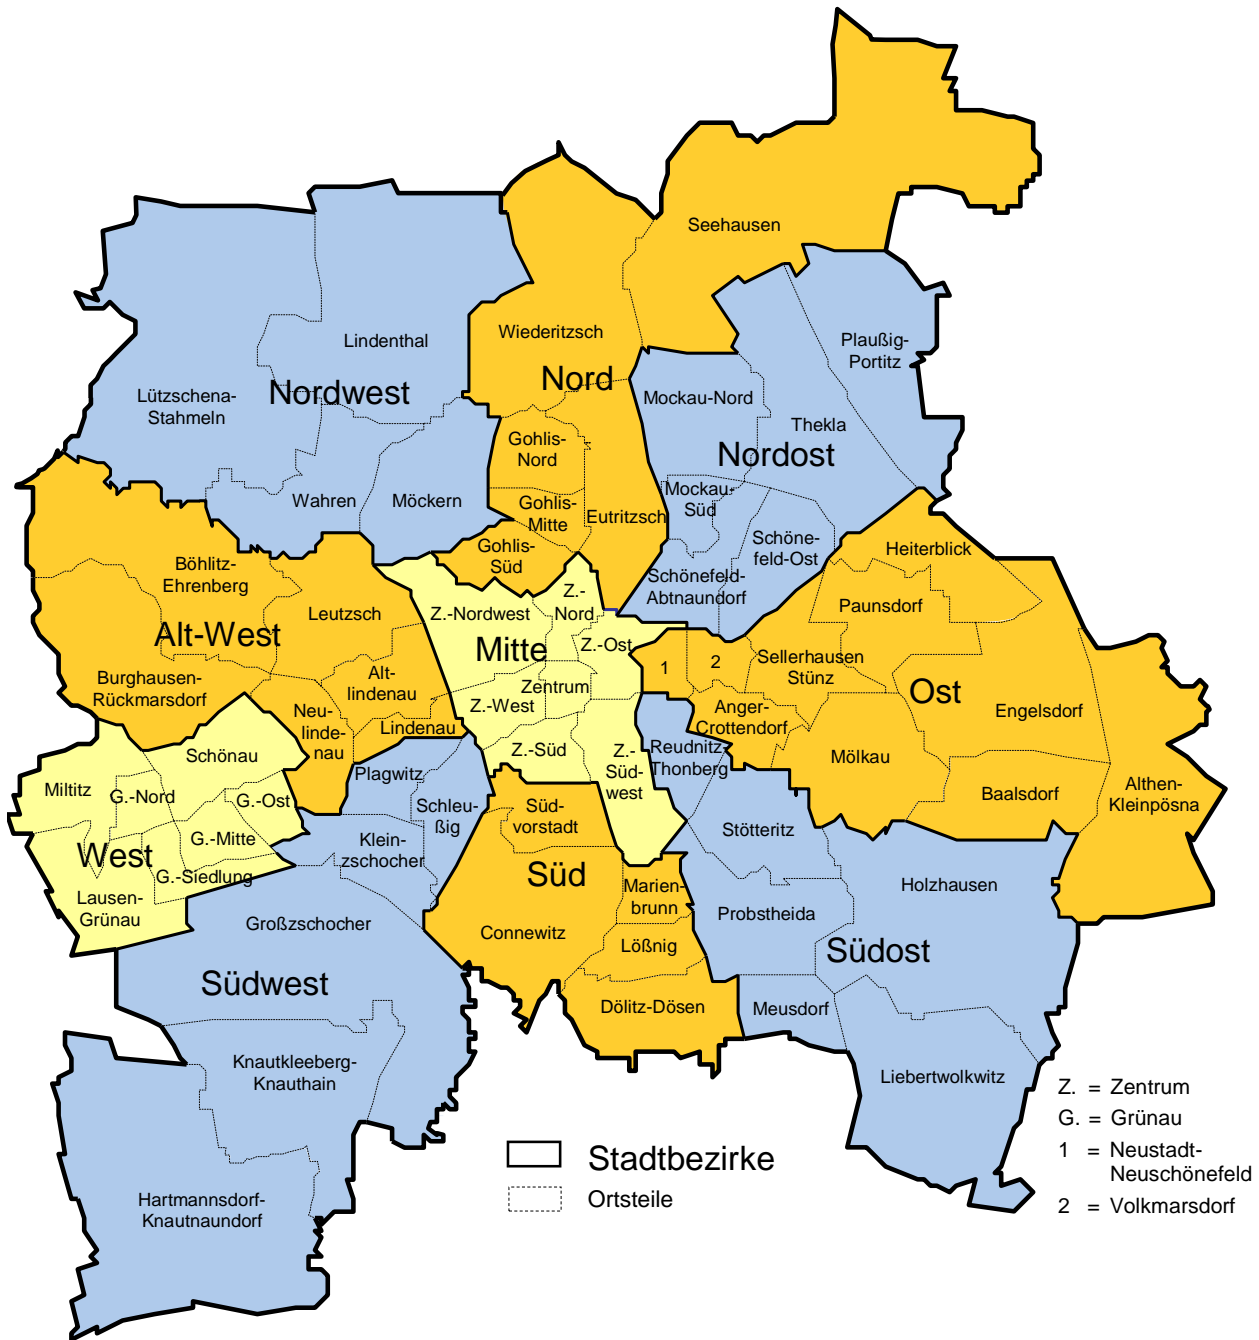 Seehausen
Wiederitzsch
Lindenthal
Plaußig-
Portitz
Nord
Nordwest
Lützschena-
Stahmeln
Mockau-Nord
Thekla
Gohlis-
Nord
Nordost
Wahren
Möckern
Gohlis-
Mitte
Eutritzsch
Mockau-
Süd
Schöne-
feld-Ost
Gohlis-
Süd
Schönefeld-
Abtnaundorf
Heiterblick
Böhlitz-
Ehrenberg
Leutzsch
Z.-Nordwest
Z.-
Nord
Paunsdorf
Alt-West
Mitte
Z.-Ost
1
2
Sellerhausen
Stünz
Burghausen-
Rückmarsdorf
Alt-
lindenau
Zentrum
Z.-West
Ost
Neu-
linde-
nau
Lindenau
Anger-
Crottendorf
Engelsdorf
Schönau
Z.-Süd
Z.-
Süd-
west
Reudnitz
Thonberg
Mölkau
Miltitz
G.-Nord
G.-Ost
Plagwitz
Schleu-
ßig
Baalsdorf
Althen-
Kleinpösna
Süd-
vorstadt
G.-Mitte
Klein-
zschocher
Stötteritz
West
G.-Siedlung
Süd
Marien-
brunn
Holzhausen
Lausen-
Grünau
Großzschocher
Connewitz
Probstheida
Lößnig
Südost
Südwest
Dölitz-Dösen
Meusdorf
Knautkleeberg-
Knauthain
Liebertwolkwitz
Hartmannsdorf-
Knautnaundorf
Stadtbezirke
Ortsteile
Z. = Zentrum
G. = Grünau
1 = Neustadt-
Neuschönefeld
2 = Volkmarsdorf